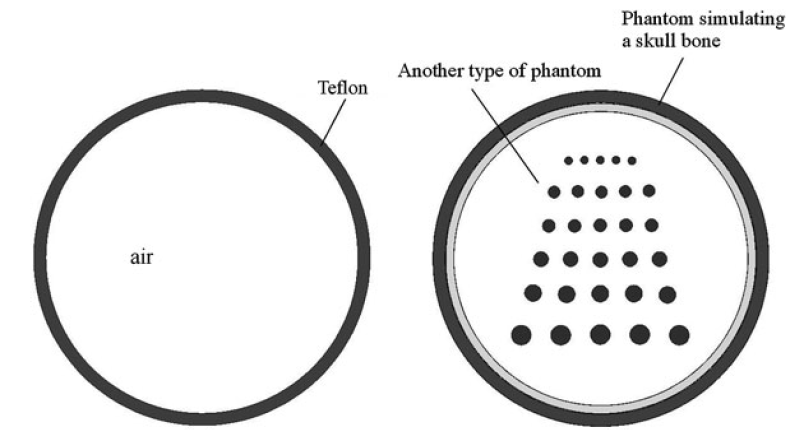 Teflon
air
Another type of phantom
Phantom simulating
a skull bone